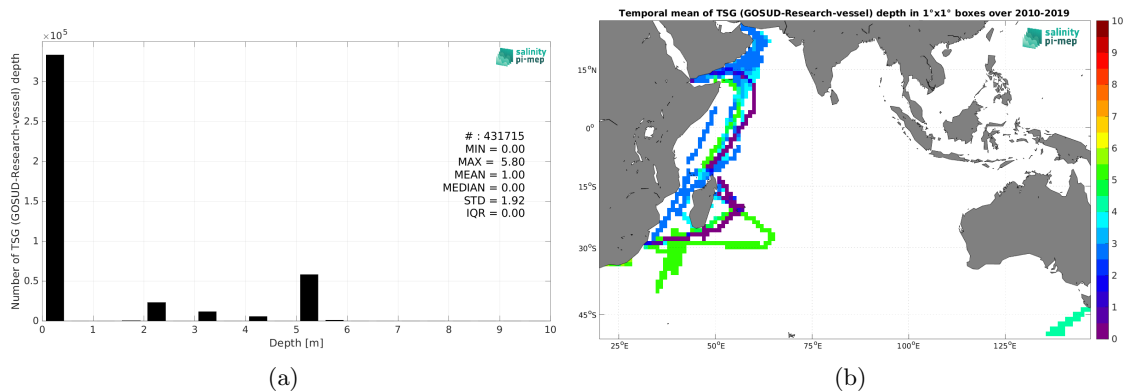 ×10⁵
3
2.5
2
1.5
1
0.5
0
0 1 2 3 4 5 6 7 8 9 10
Depth [m]
Number of TSG (GOSUD-Research-vessel) depth
salinity
pi-mep
# : 431715
MIN = 0.00
MAX = 5.80
MEAN = 1.00
MEDIAN = 0.00
STD = 1.92
IQR = 0.00
(a)
Temporal mean of TSG (GOSUD-Research-vessel) depth in 1°x1° boxes over 2010-2019
salinity
pi-mep
15°N
0°
15°S
30°S
45°S
25°E 50°E 75°E 100°E 125°E
10
9
8
7
6
5
4
3
2
1
0
(b)